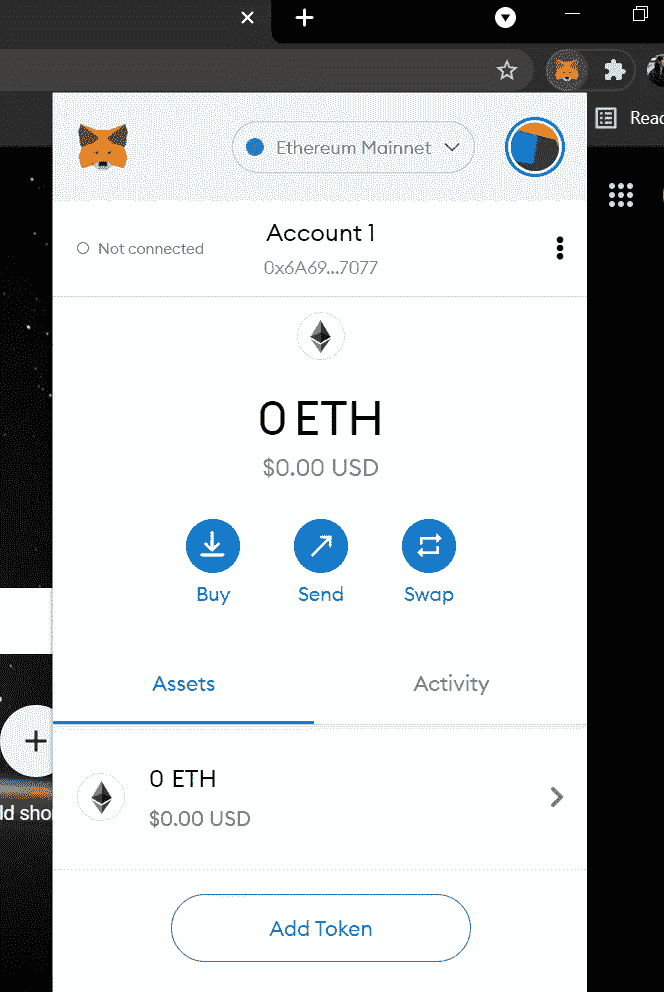 Read
Ethereum Mainnet
Not connected
Account 1
0x6A69...7077
0 ETH
$0.00 USD
Buy
Send
Swap
Assets
Activity
0 ETH
$0.00 USD
ld sho
Add Token